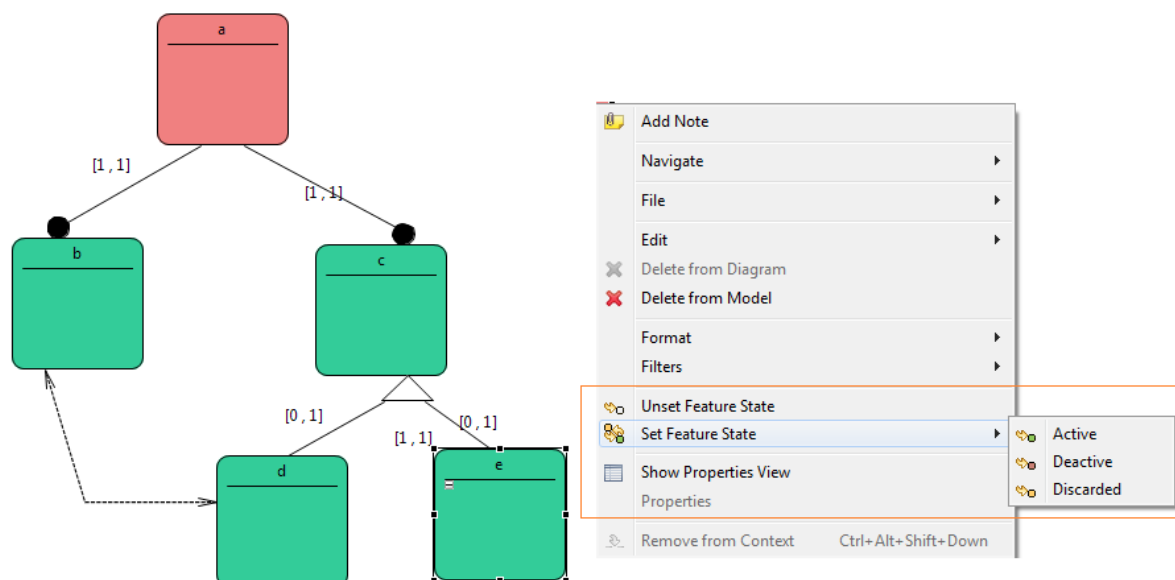 a
[1 , 1]
[1 , 1]
b
c
[0 , 1]
[0 , 1]
[1 , 1]
d
e
Add Note
Navigate
File
Edit
Delete from Diagram
Delete from Model
Format
Filters
Unset Feature State
Set Feature State
Show Properties View
Properties
Remove from Context Ctrl+Alt+Shift+Down
Active
Deactive
Discarded